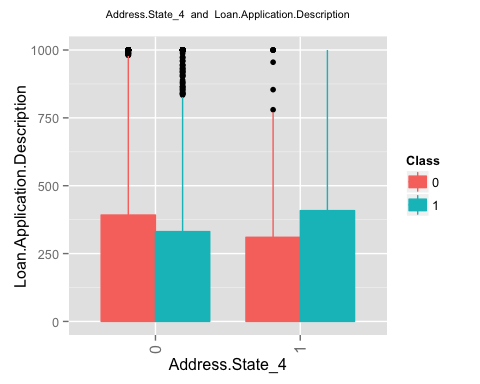 Address.State_4 and Loan.Application.Description
1000
750
500
250
0
Loan.Application.Description
0
1
Address.State_4
Class
0
1